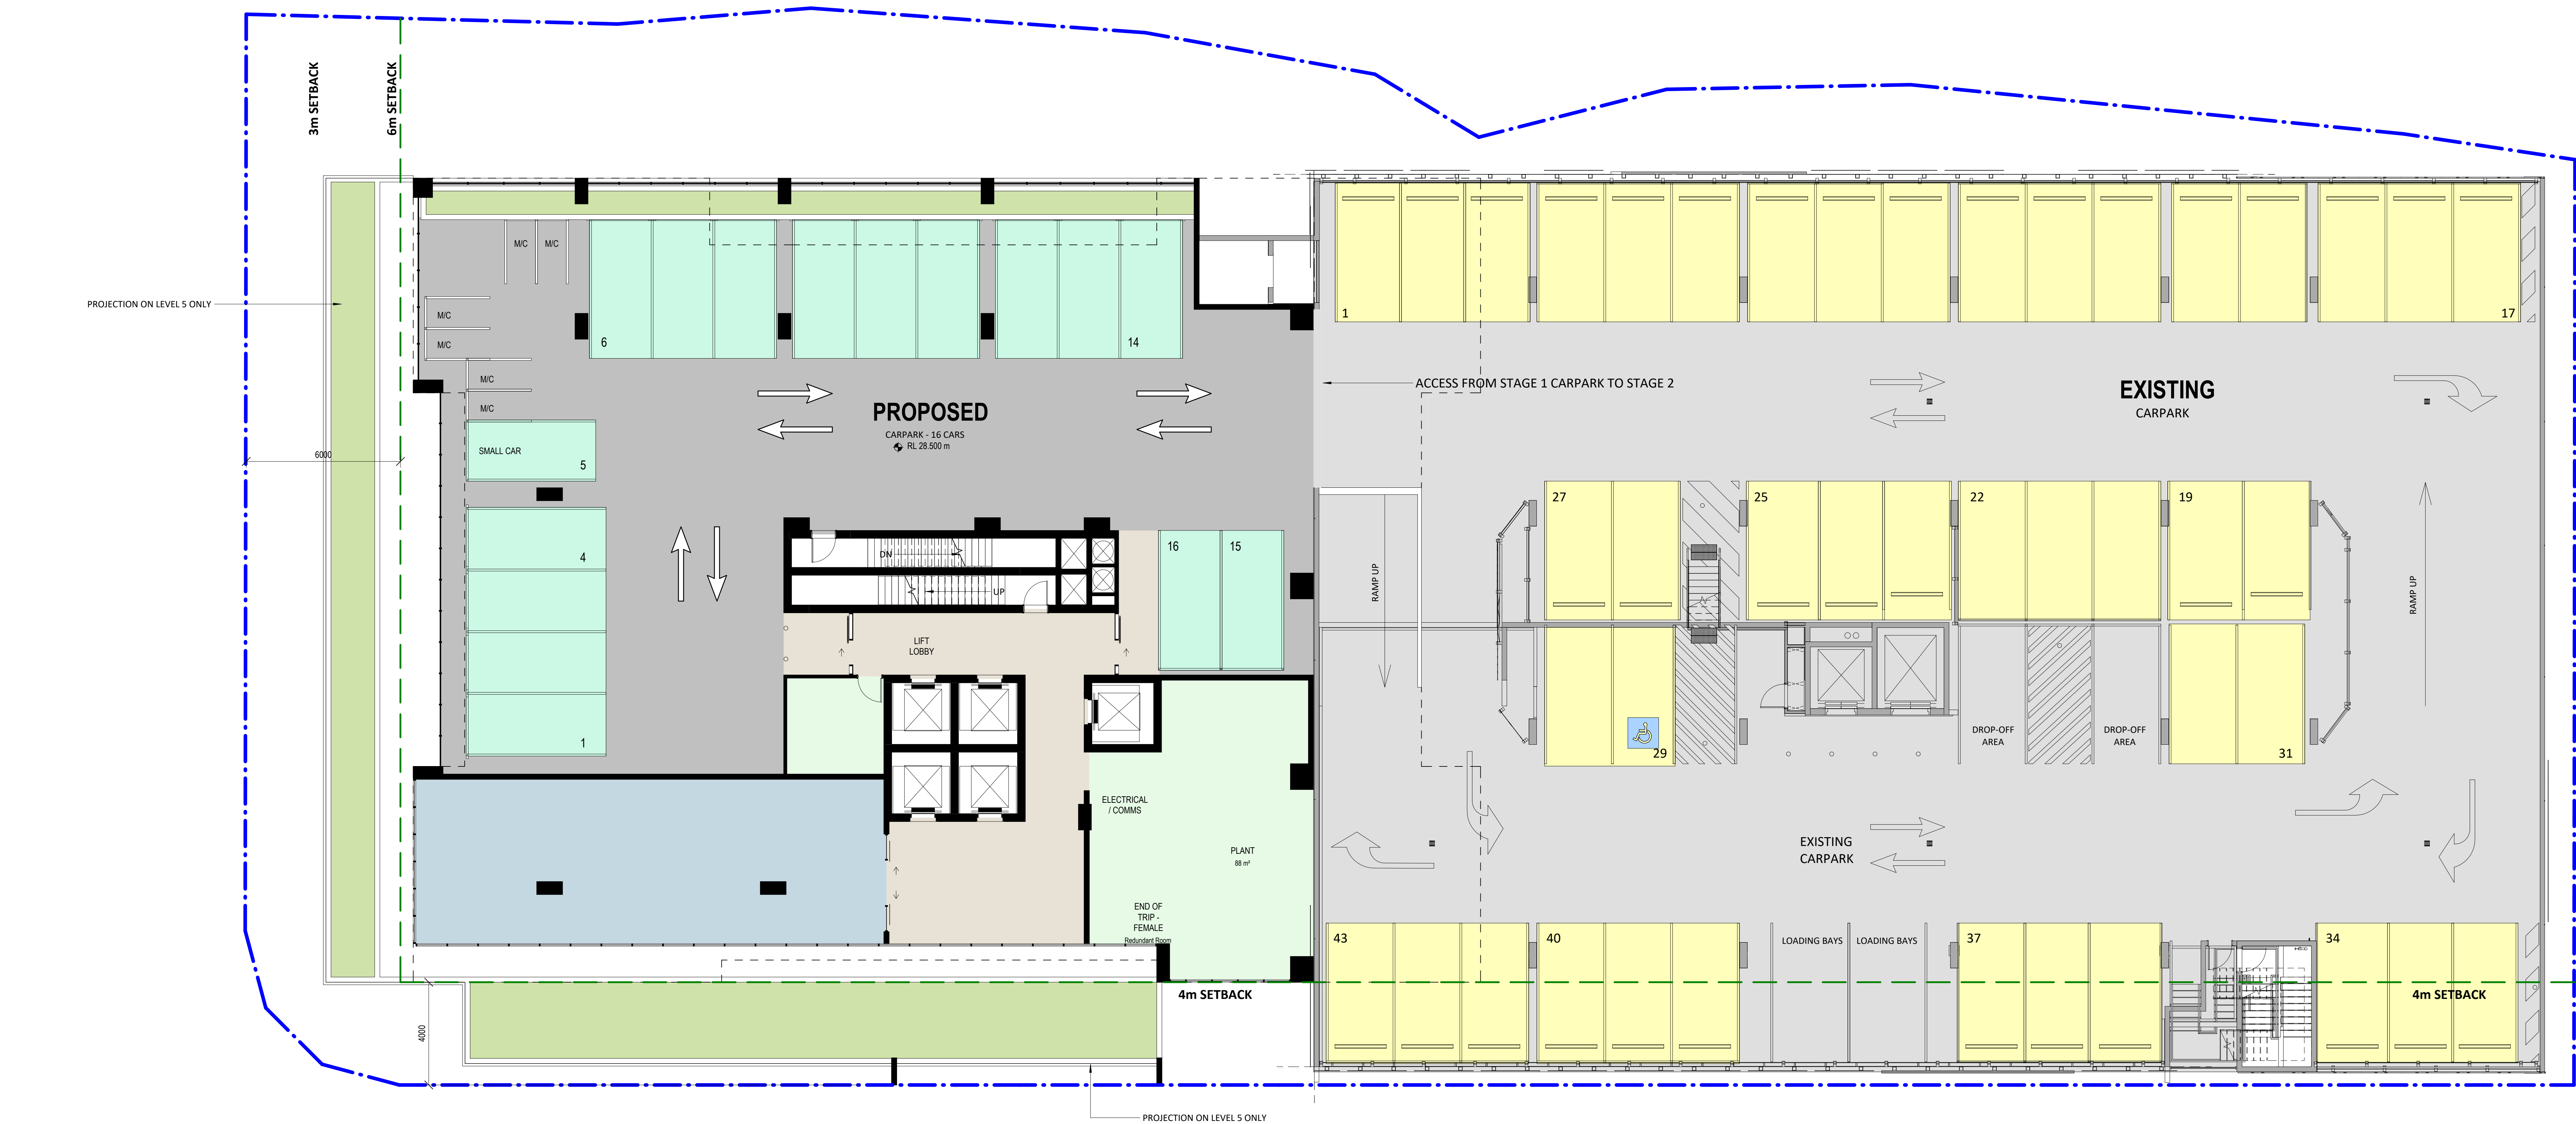 3m SETBACK
6m SETBACK
PROJECTION ON LEVEL 5 ONLY
M/C
M/C
M/C
M/C
M/C
M/C
6
14
1
17
ACCESS FROM STAGE 1 CARPARK TO STAGE 2
PROPOSED
CARPARK - 16 CARS
RL 28.500 m
EXISTING
CARPARK
SMALL CAR
5
6000
4
1
DN
UP
16
15
LIFT
LOBBY
27
25
22
19
RAMP UP
RAMP UP
29
DROP-OFF
AREA
DROP-OFF
AREA
31
ELECTRICAL
/ COMMS
PLANT
88 m²
EXISTING
CARPARK
END OF
TRIP -
FEMALE
Redundant Room
43
40
LOADING BAYS
LOADING BAYS
37
34
4m SETBACK
4m SETBACK
4000
PROJECTION ON LEVEL 5 ONLY